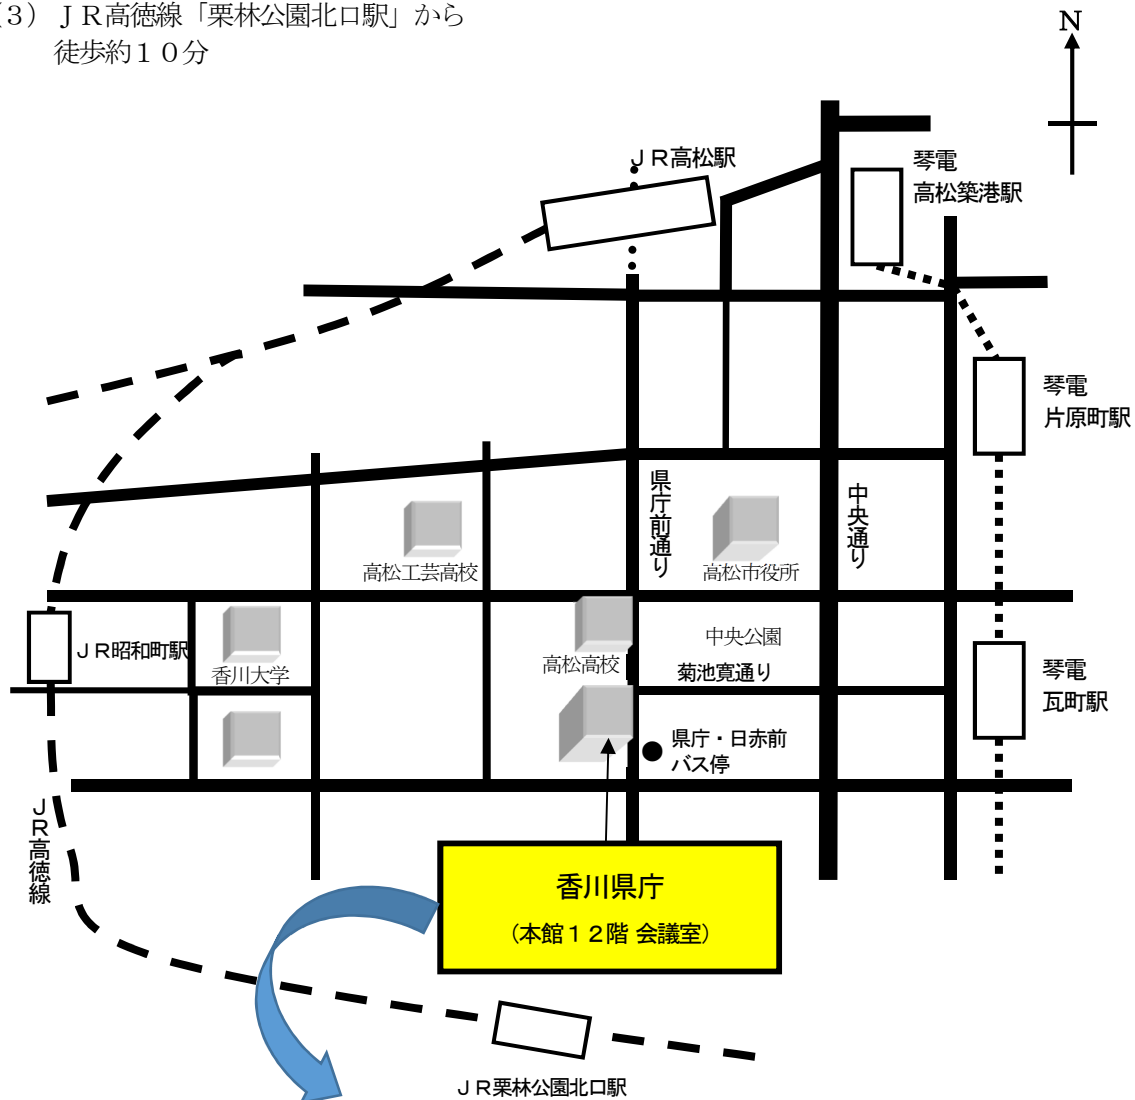 （３） ＪＲ高徳線「栗林公園北口駅」から
徒歩約１０分
N
ＪＲ高松駅
琴電
高松築港駅
琴電
片原町駅
県庁前通り
中央通り
高松工芸高校
高松市役所
ＪＲ昭和町駅
香川大学
高松高校
中央公園
菊池寛通り
琴電
瓦町駅
県庁・日赤前
バス停
ＪＲ高徳線
香川県庁
（本館１２階 会議室）
ＪＲ栗林公園北口駅